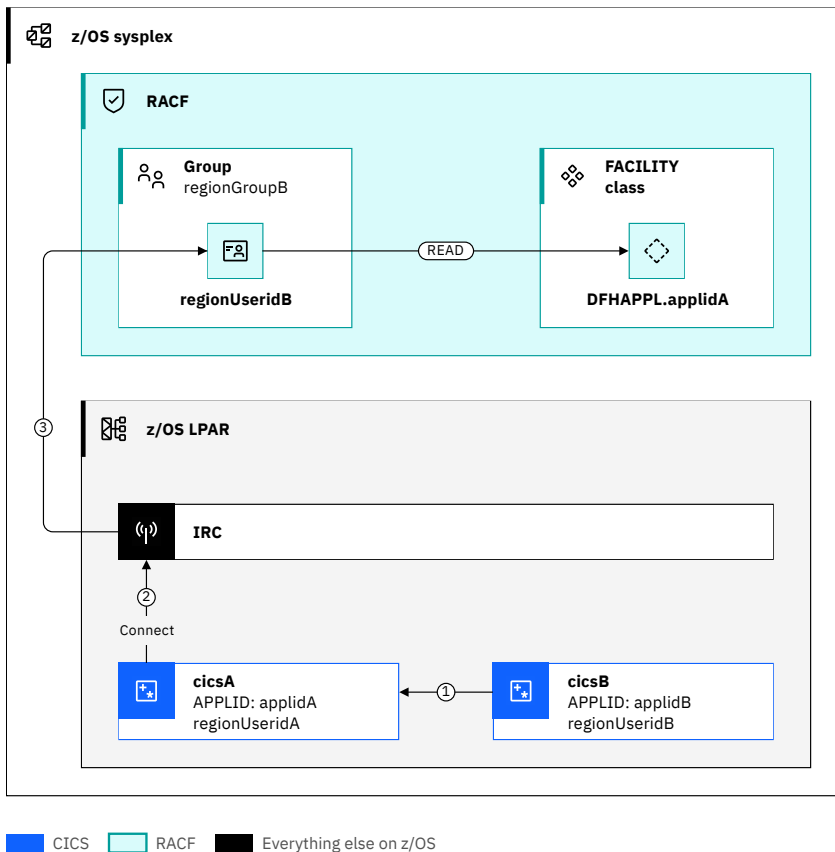 z/OS sysplex
RACF
Group
regionGroupB
FACILITY
class
READ
regionUseridB
DFHAPPL.applidA
3
z/OS LPAR
IRC
2
Connect
cicsA
APPLID: applidA
regionUseridA
1
cicsB
APPLID: applidB
regionUseridB
CICS
RACF
Everything else on z/OS